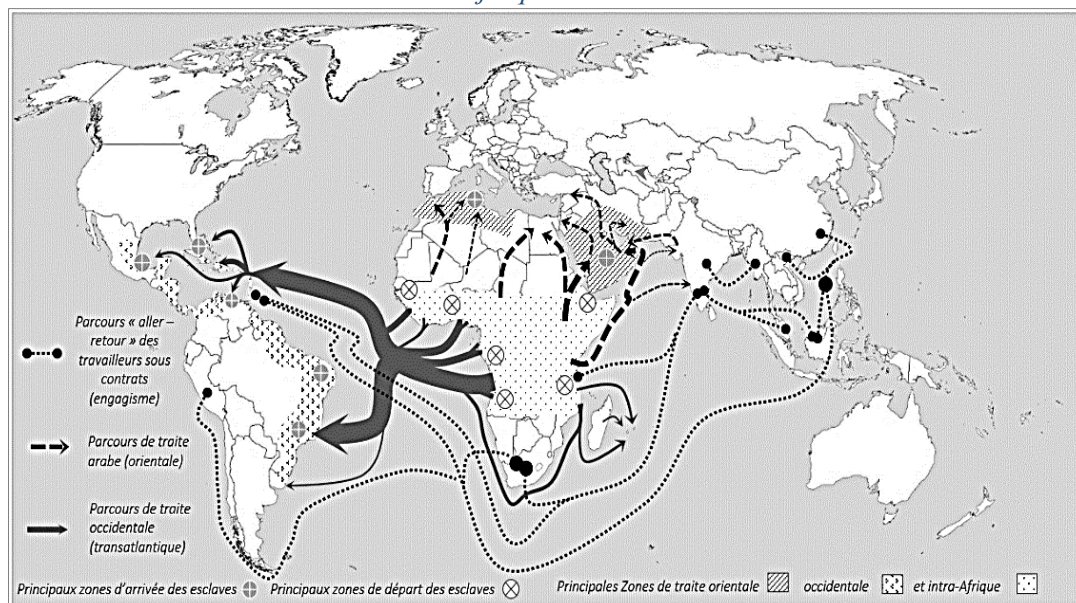 Parcours « aller –
retour » des
travailleurs sous
contrats
(engagisme)
Parcours de traite
arabe (orientale)
Parcours de traite
occidentale
(transatlantique)
Principaux zones d'arrivée des esclaves
Principaux zones de départ des esclaves
Principales Zones de traite orientale
occidentale
et intra-Afrique